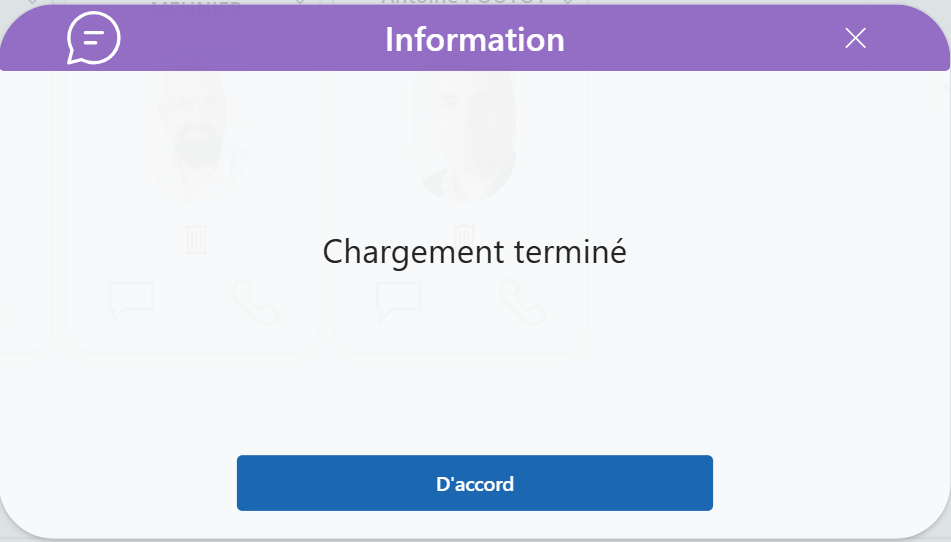 Information
Chargement terminé
D'accord